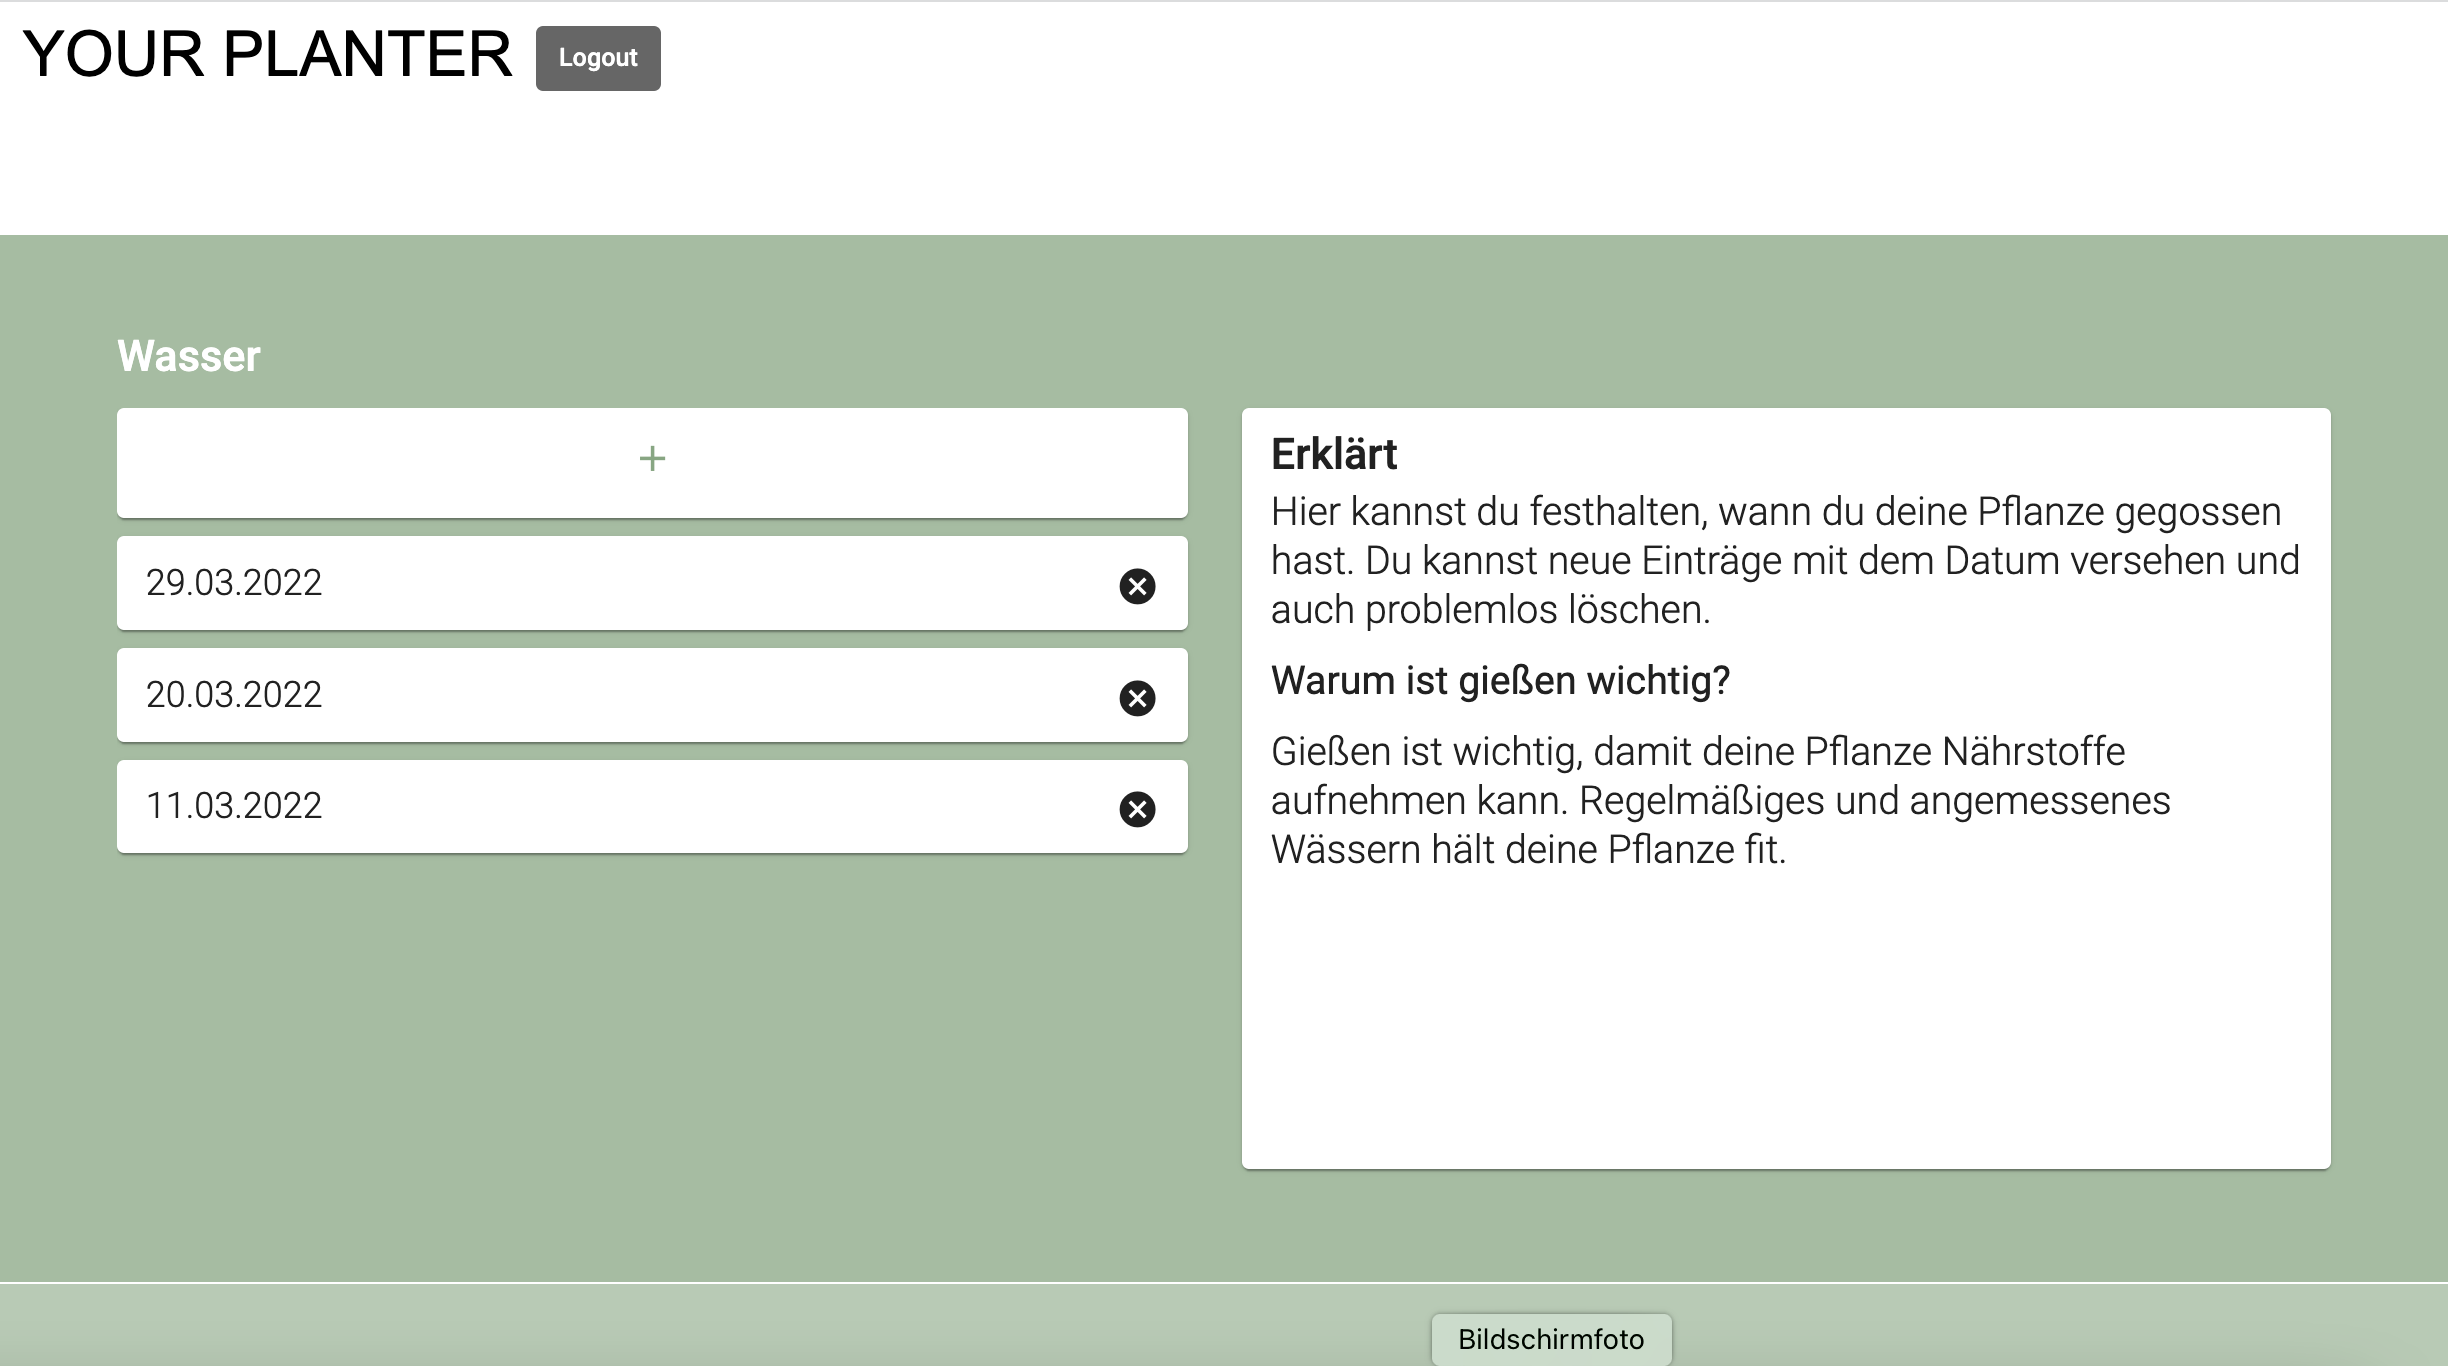 YOUR PLANTER
Logout
Wasser
+
29.03.2022
20.03.2022
11.03.2022
Erklärt
Hier kannst du festhalten, wann du deine Pflanze gegossen
hast. Du kannst neue Einträge mit dem Datum versehen und
auch problemlos löschen.
Warum ist gießen wichtig?
Gießen ist wichtig, damit deine Pflanze Nährstoffe
aufnehmen kann. Regelmäßiges und angemessenes
Wässern hält deine Pflanze fit.
Bildschirmfoto